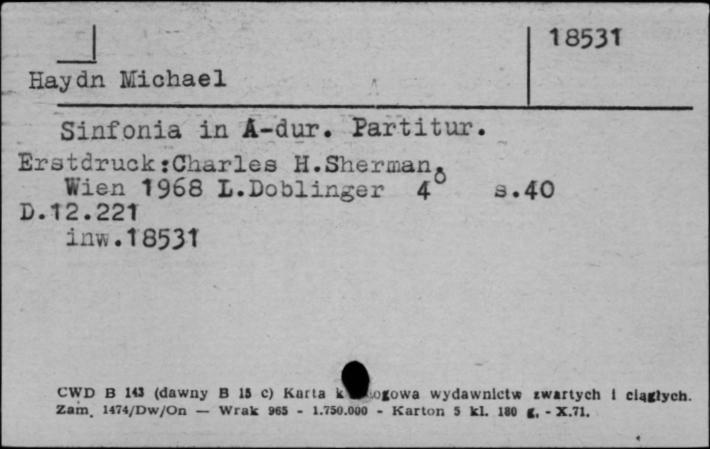 18531
Haydn Michael
Sinfonia in A-dur. Partitur.
Erstdruck:Charles H.Sherman.
Wien 1968 L.Doblinger 4° s.40
D.12.221
inw.18531
CWD B 143 (dawny B 15 c) Karta k ogowa wydawnictw zwartych i ciągłych.
Zam. 1474/Dw/On — Wrak 965 - 1.750.000 - Karton 5 kl. 180 g. - X.71.